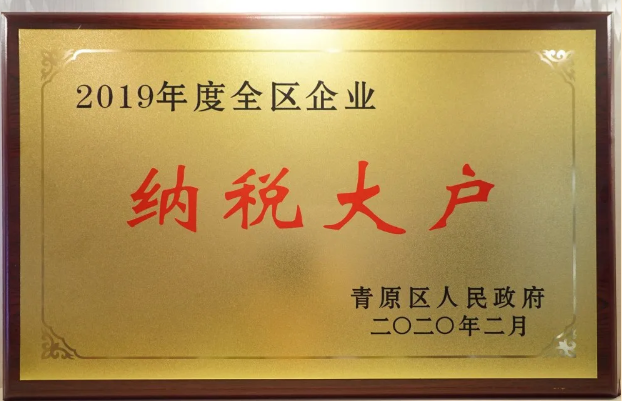 2019年度全区企业
纳税大户
青原区人民政府
二〇二〇年二月